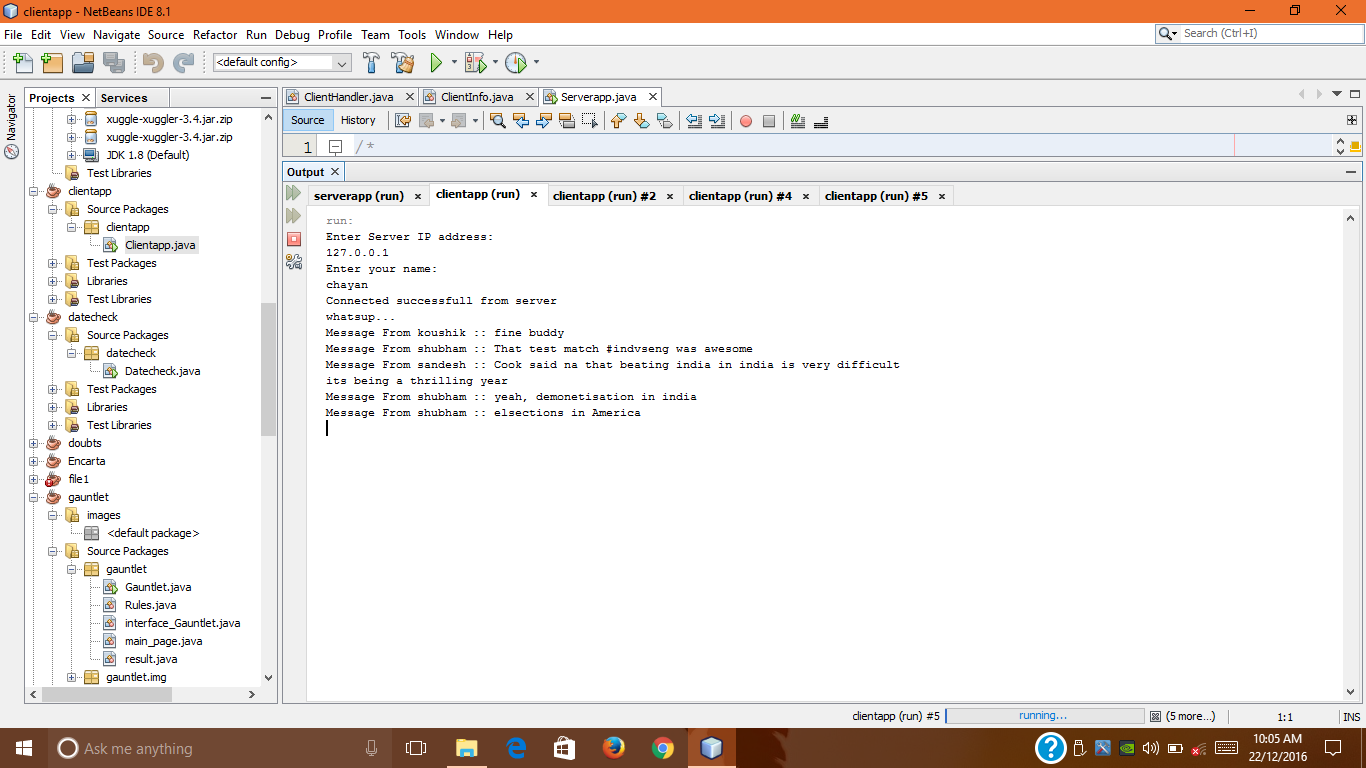 clientapp - NetBeans IDE 8.1
File Edit View Navigate Source Refactor Run Debug Profile Team Tools Window Help
Search (Ctrl+I)
<default config>
Navigator
Projects Services
xuggle-xuggler-3.4.jar.zip
xuggle-xuggler-3.4.jar.zip
JDK 1.8 (Default)
Test Libraries
clientapp
Source Packages
clientapp
Clientapp.java
Test Packages
Libraries
Test Libraries
datecheck
Source Packages
datecheck
Datecheck.java
Test Packages
Libraries
Test Libraries
doubts
Encarta
file1
gauntlet
images
<default package>
Source Packages
gauntlet
Gauntlet.java
Rules.java
interface_Gauntlet.java
main_page.java
result.java
gauntlet.img
ClientHandler.java ClientInfo.java Serverapp.java
Source History
1 /*
Output
serverapp (run) clientapp (run) clientapp (run) #2 clientapp (run) #4 clientapp (run) #5
run:
Enter Server IP address:
127.0.0.1
Enter your name:
chayan
Connected successfull from server
whatsup...
Message From koushik :: fine buddy
Message From shubham :: That test match #indvseng was awesome
Message From sandesh :: Cook said na that beating india in india is very difficult
its being a thrilling year
Message From shubham :: yeah, demonetisation in india
Message From shubham :: elsections in America
clientapp (run) #5 running... (5 more...) 1:1 INS
Ask me anything
10:05 AM
22/12/2016